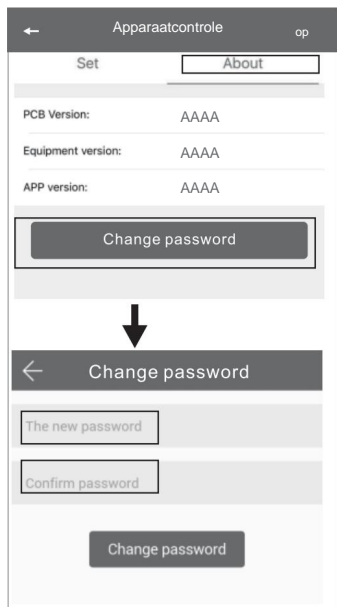 Apparaatcontrole op
Set About
PCB Version: AAAA
Equipment version: AAAA
APP version: AAAA
Change password
Change password
The new password
Confirm password
Change password